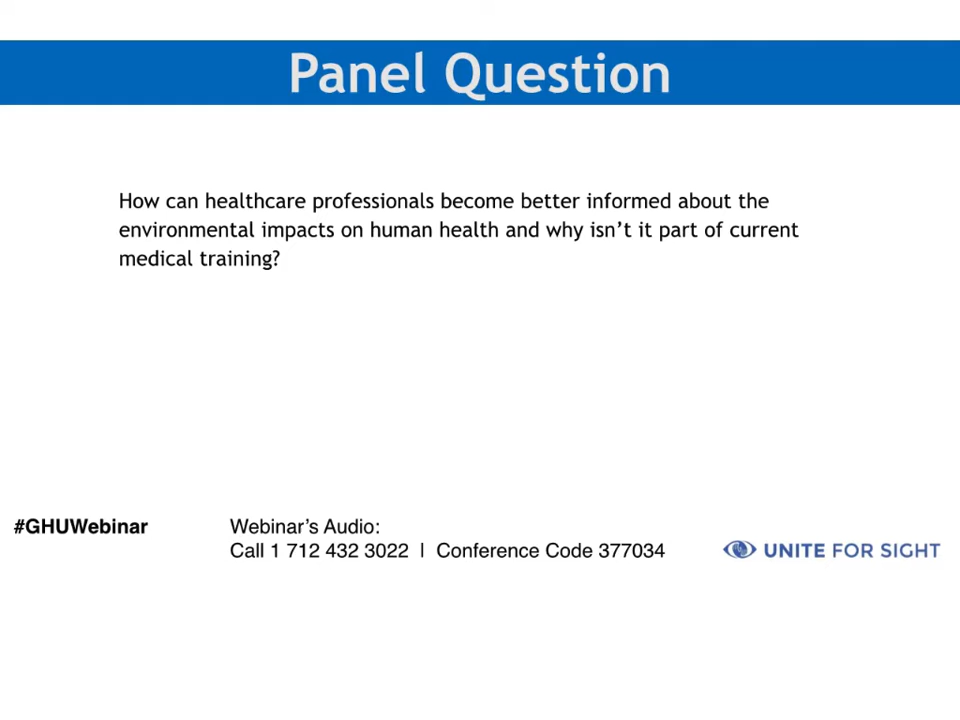 Panel Question
How can healthcare professionals become better informed about the
environmental impacts on human health and why isn’t it part of current
medical training?
#GHUWebinar
Webinar’s Audio:
Call 1 712 432 3022 | Conference Code 377034
UNITE FOR SIGHT